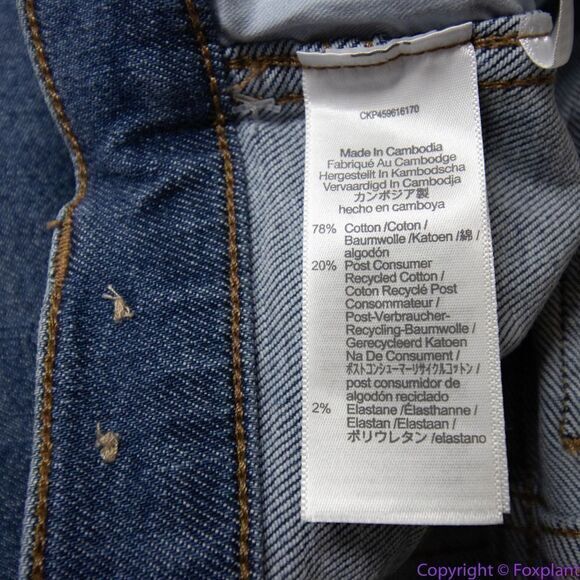 CKP459616170
Made In Cambodia
Fabriqué Au Cambodge
Hergestellt In Kambodscha
Vervaardigd In Cambodja
カンボジア製
hecho en camboya
78% Cotton /Coton /
Baumwolle /Katoen /綿 /
algodón
20% Post Consumer
Recycled Cotton /
Coton Recyclé Post
Consommateur /
Post-Verbraucher-
Recycling-Baumwolle /
Gerecycleerd Katoen
Na De Consument /
ポストコンシューマーリサイクルコットン /
post consumidor de
algodón reciclado
2% Elastane /Élasthanne /
Elastan /Elastaan /
ポリウレタン /elastano
Copyright © Foxplant